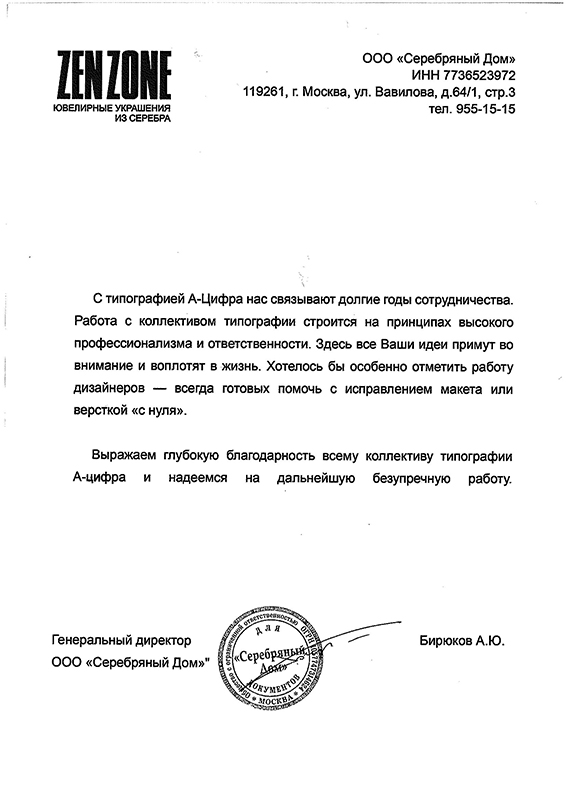 ZEN ZONE
ЮВЕЛИРНЫЕ УКРАШЕНИЯ
ИЗ СЕРЕБРА
ООО «Серебряный Дом»
ИНН 7736523972
119261, г. Москва, ул. Вавилова, д.64/1, стр.3
тел. 955-15-15
С типографией А-Цифра нас связывают долгие годы сотрудничества.
Работа с коллективом типографии строится на принципах высокого
профессионализма и ответственности. Здесь все Ваши идеи примут во
внимание и воплотят в жизнь. Хотелось бы особенно отметить работу
дизайнеров — всегда готовых помочь с исправлением макета или
версткой «с нуля».
Выражаем глубокую благодарность всему коллективу типографии
А-цифра и надеемся на дальнейшую безупречную работу.
Генеральный директор
ООО «Серебряный Дом»"
Бирюков А.Ю.
ДЛЯ
«Серебряный
Дом»
ДОКУМЕНТОВ
Общество с ограниченной ответственностью
ОГРН
* МОСКВА *